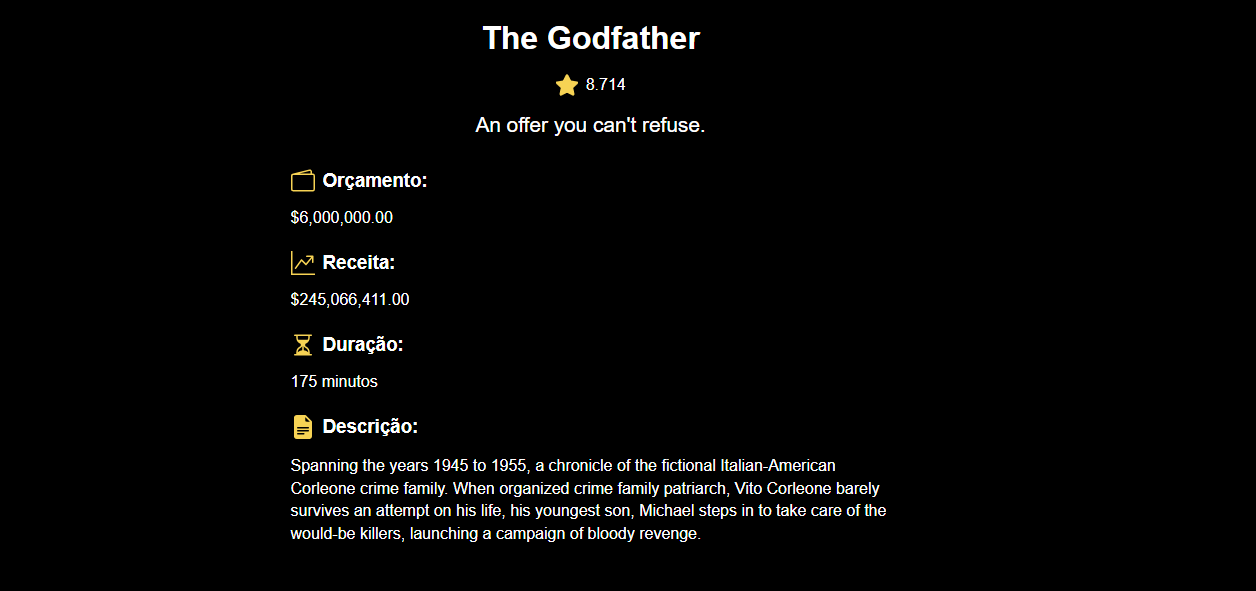 The Godfather
8.714
An offer you can't refuse.
Orçamento:
$6,000,000.00
Receita:
$245,066,411.00
Duração:
175 minutos
Descrição:
Spanning the years 1945 to 1955, a chronicle of the fictional Italian-American
Corleone crime family. When organized crime family patriarch, Vito Corleone barely
survives an attempt on his life, his youngest son, Michael steps in to take care of the
would-be killers, launching a campaign of bloody revenge.